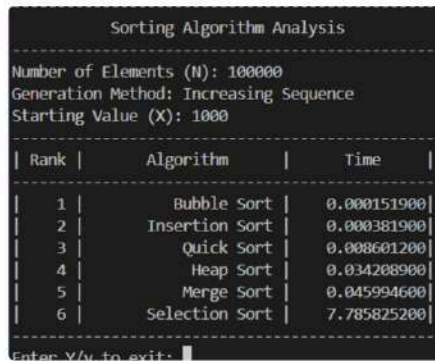 Sorting Algorithm Analysis
Number of Elements (N): 100000
Generation Method: Increasing Sequence
Starting Value (X): 1000
| Rank | Algorithm | Time |
| 1 | Bubble Sort | 0.000151900|
| 2 | Insertion Sort | 0.000381900|
| 3 | Quick Sort | 0.008601200|
| 4 | Heap Sort | 0.034208900|
| 5 | Merge Sort | 0.045994600|
| 6 | Selection Sort | 7.785825200|
Enter Y/y to exit: